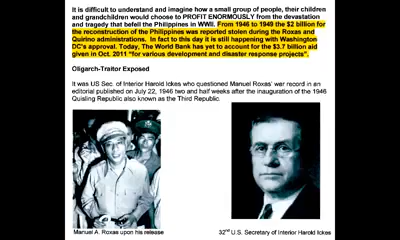 It is difficult to understand and imagine how a small group of people, their children
and grandchildren would choose to PROFIT ENORMOUSLY from the devastation
and tragedy that befell the Philippines in WWII. From 1946 to 1949 the $2 billion for
the reconstruction of the Philippines was reported stolen during the Roxas and
Quirino administrations. In fact to this day it is still happening with Washington
DC's approval. Today, The World Bank has yet to account for the $3.7 billion aid
given in Oct. 2011 "for various development and disaster response projects".
Oligarch-Traitor Exposed
It was US Sec. of Interior Harold Ickes who questioned Manuel Roxas' war record in an
editorial published on July 22, 1946 two and half weeks after the inauguration of the 1946
Quisling Republic also known as the Third Republic.
Manuel A. Roxas upon his release
32nd U.S. Secretary of Interior Harold Ickes